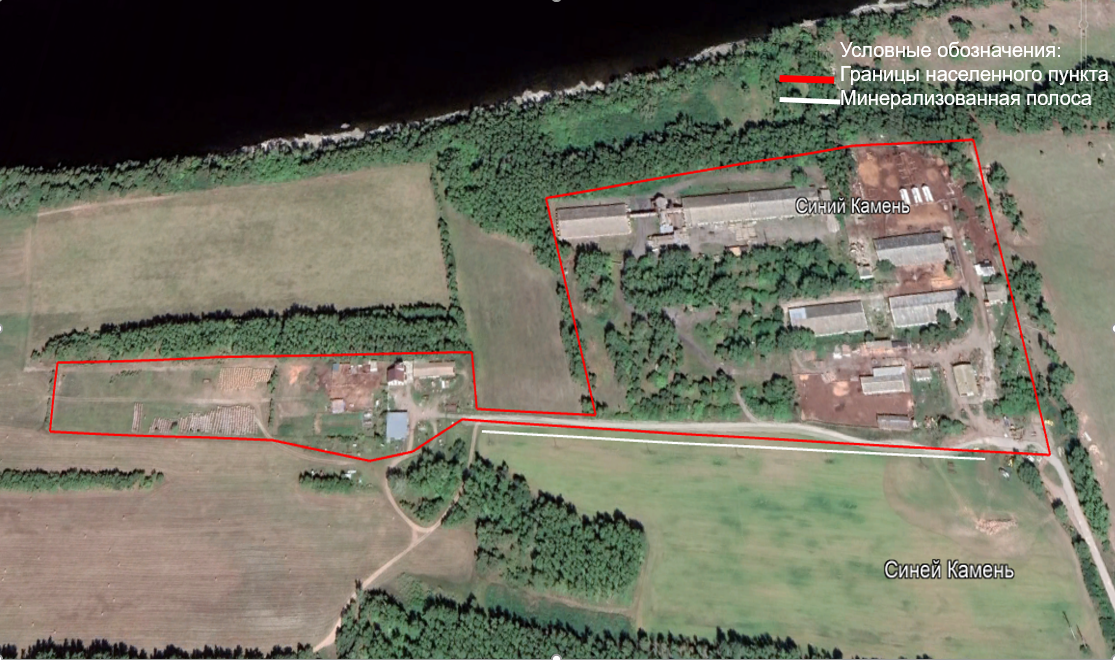 Условные обозначения:
Границы населенного пункта
Минерализованная полоса
Синий Камень
Синей Камень